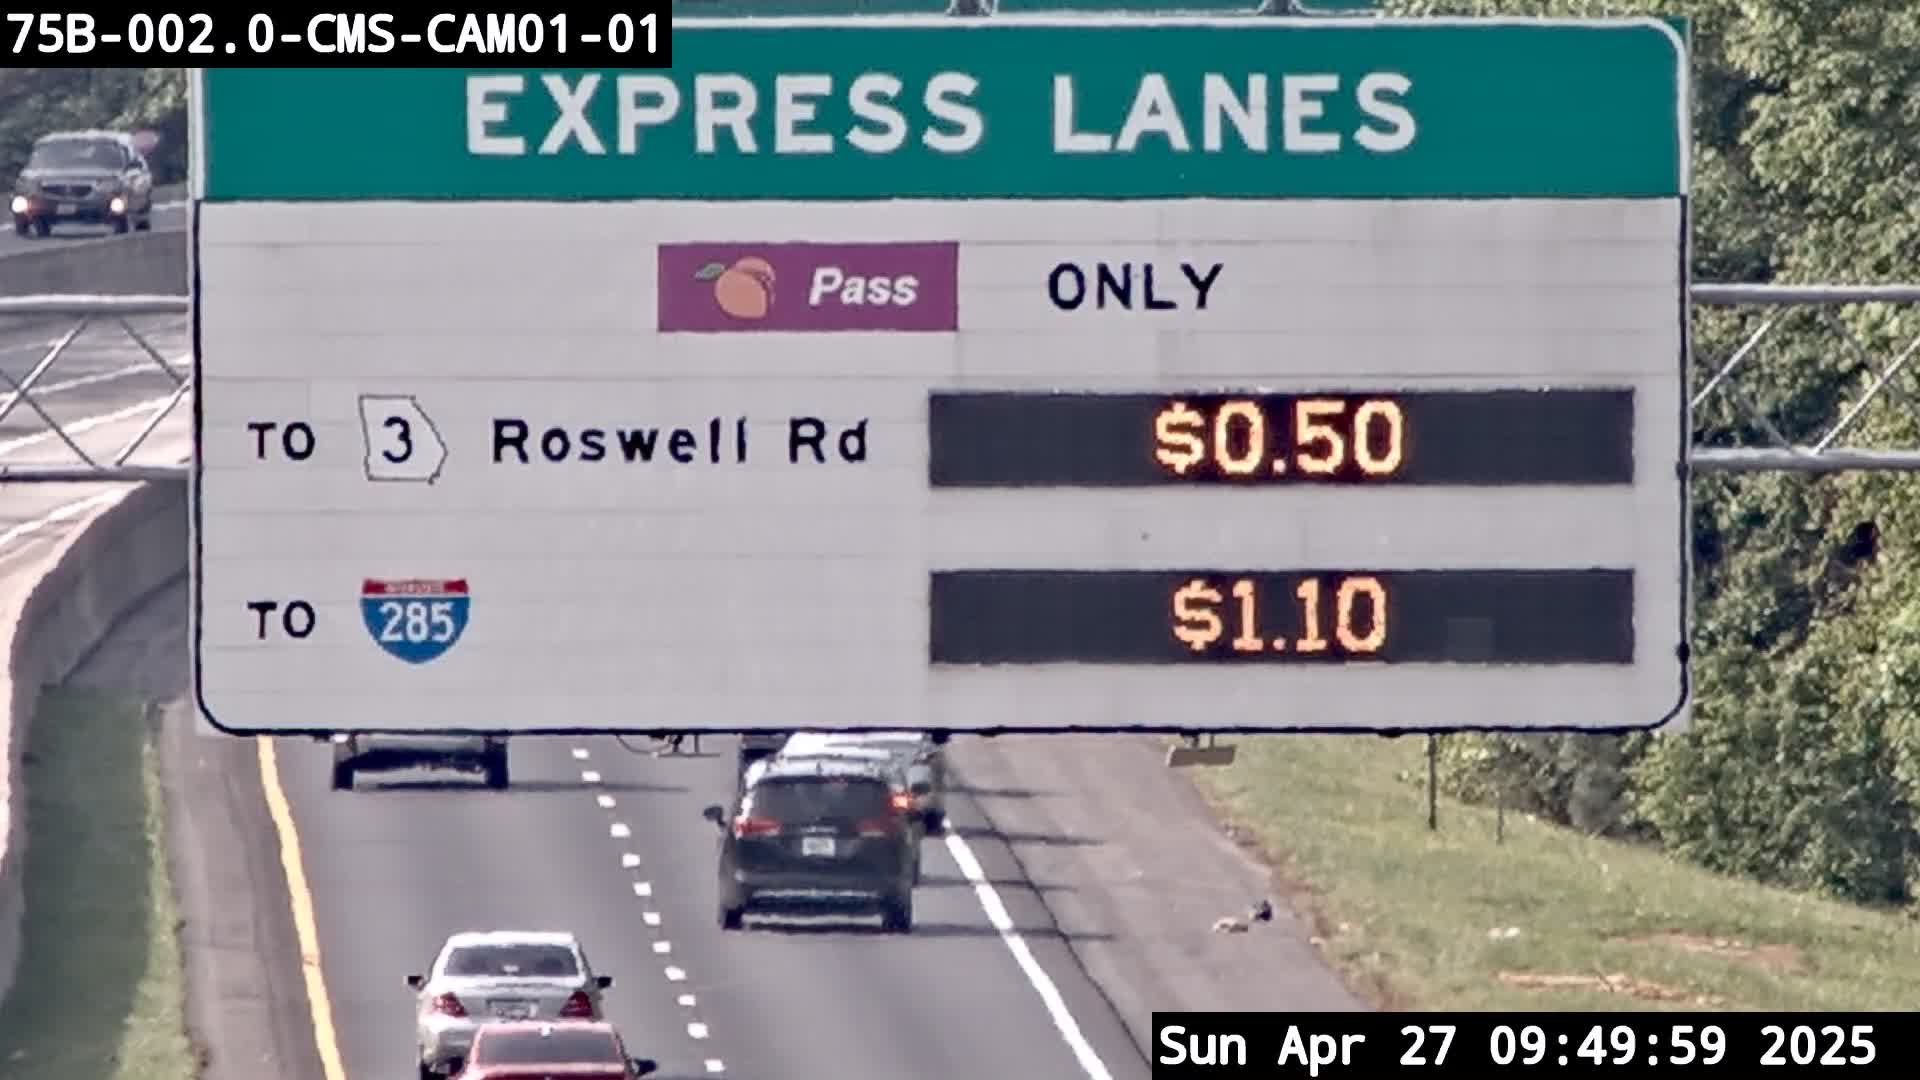 75B-002.0-CMS-CAM01-01
EXPRESS LANES
Pass ONLY
TO 3 Roswell Rd $0.50
TO 285 $1.10
Sun Apr 27 09:49:59 2025